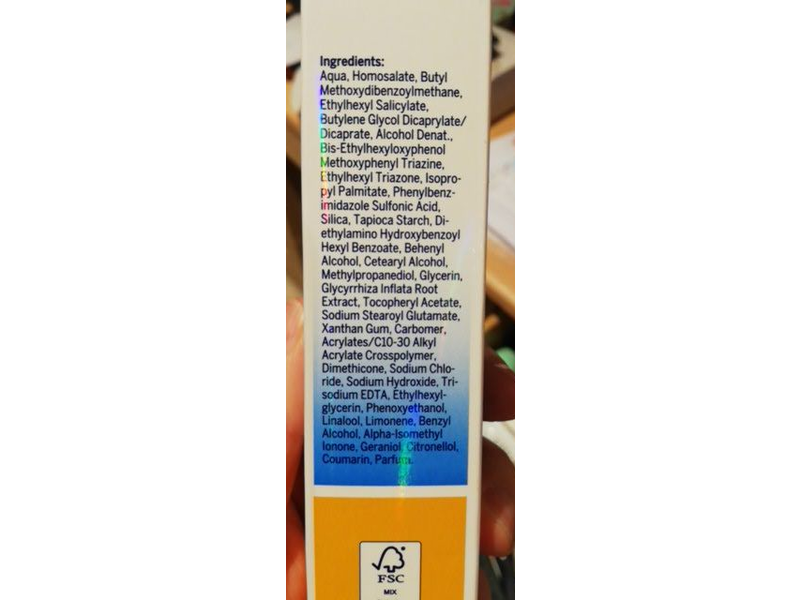 Ingredients:
Aqua, Homosalate, Butyl
Methoxydibenzoylmethane,
Ethylhexyl Salicylate,
Butylene Glycol Dicaprylate/
Dicaprate, Alcohol Denat.,
Bis-Ethylhexyloxyphenol
Methoxyphenyl Triazine,
Ethylhexyl Triazone, Isopro-
pyl Palmitate, Phenylbenz-
imidazole Sulfonic Acid,
Silica, Tapioca Starch, Di-
ethylamino Hydroxybenzoyl
Hexyl Benzoate, Behenyl
Alcohol, Cetearyl Alcohol,
Methylpropanediol, Glycerin,
Glycyrrhiza Inflata Root
Extract, Tocopheryl Acetate,
Sodium Stearoyl Glutamate,
Xanthan Gum, Carbomer,
Acrylates/C10-30 Alkyl
Acrylate Crosspolymer,
Dimethicone, Sodium Chlo-
ride, Sodium Hydroxide, Tri-
sodium EDTA, Ethylhexyl-
glycerin, Phenoxyethanol,
Linalool, Limonene, Benzyl
Alcohol, Alpha-Isomethyl
Ionone, Geraniol, Citronellol,
Coumarin, Parfum.
FSC
MIX